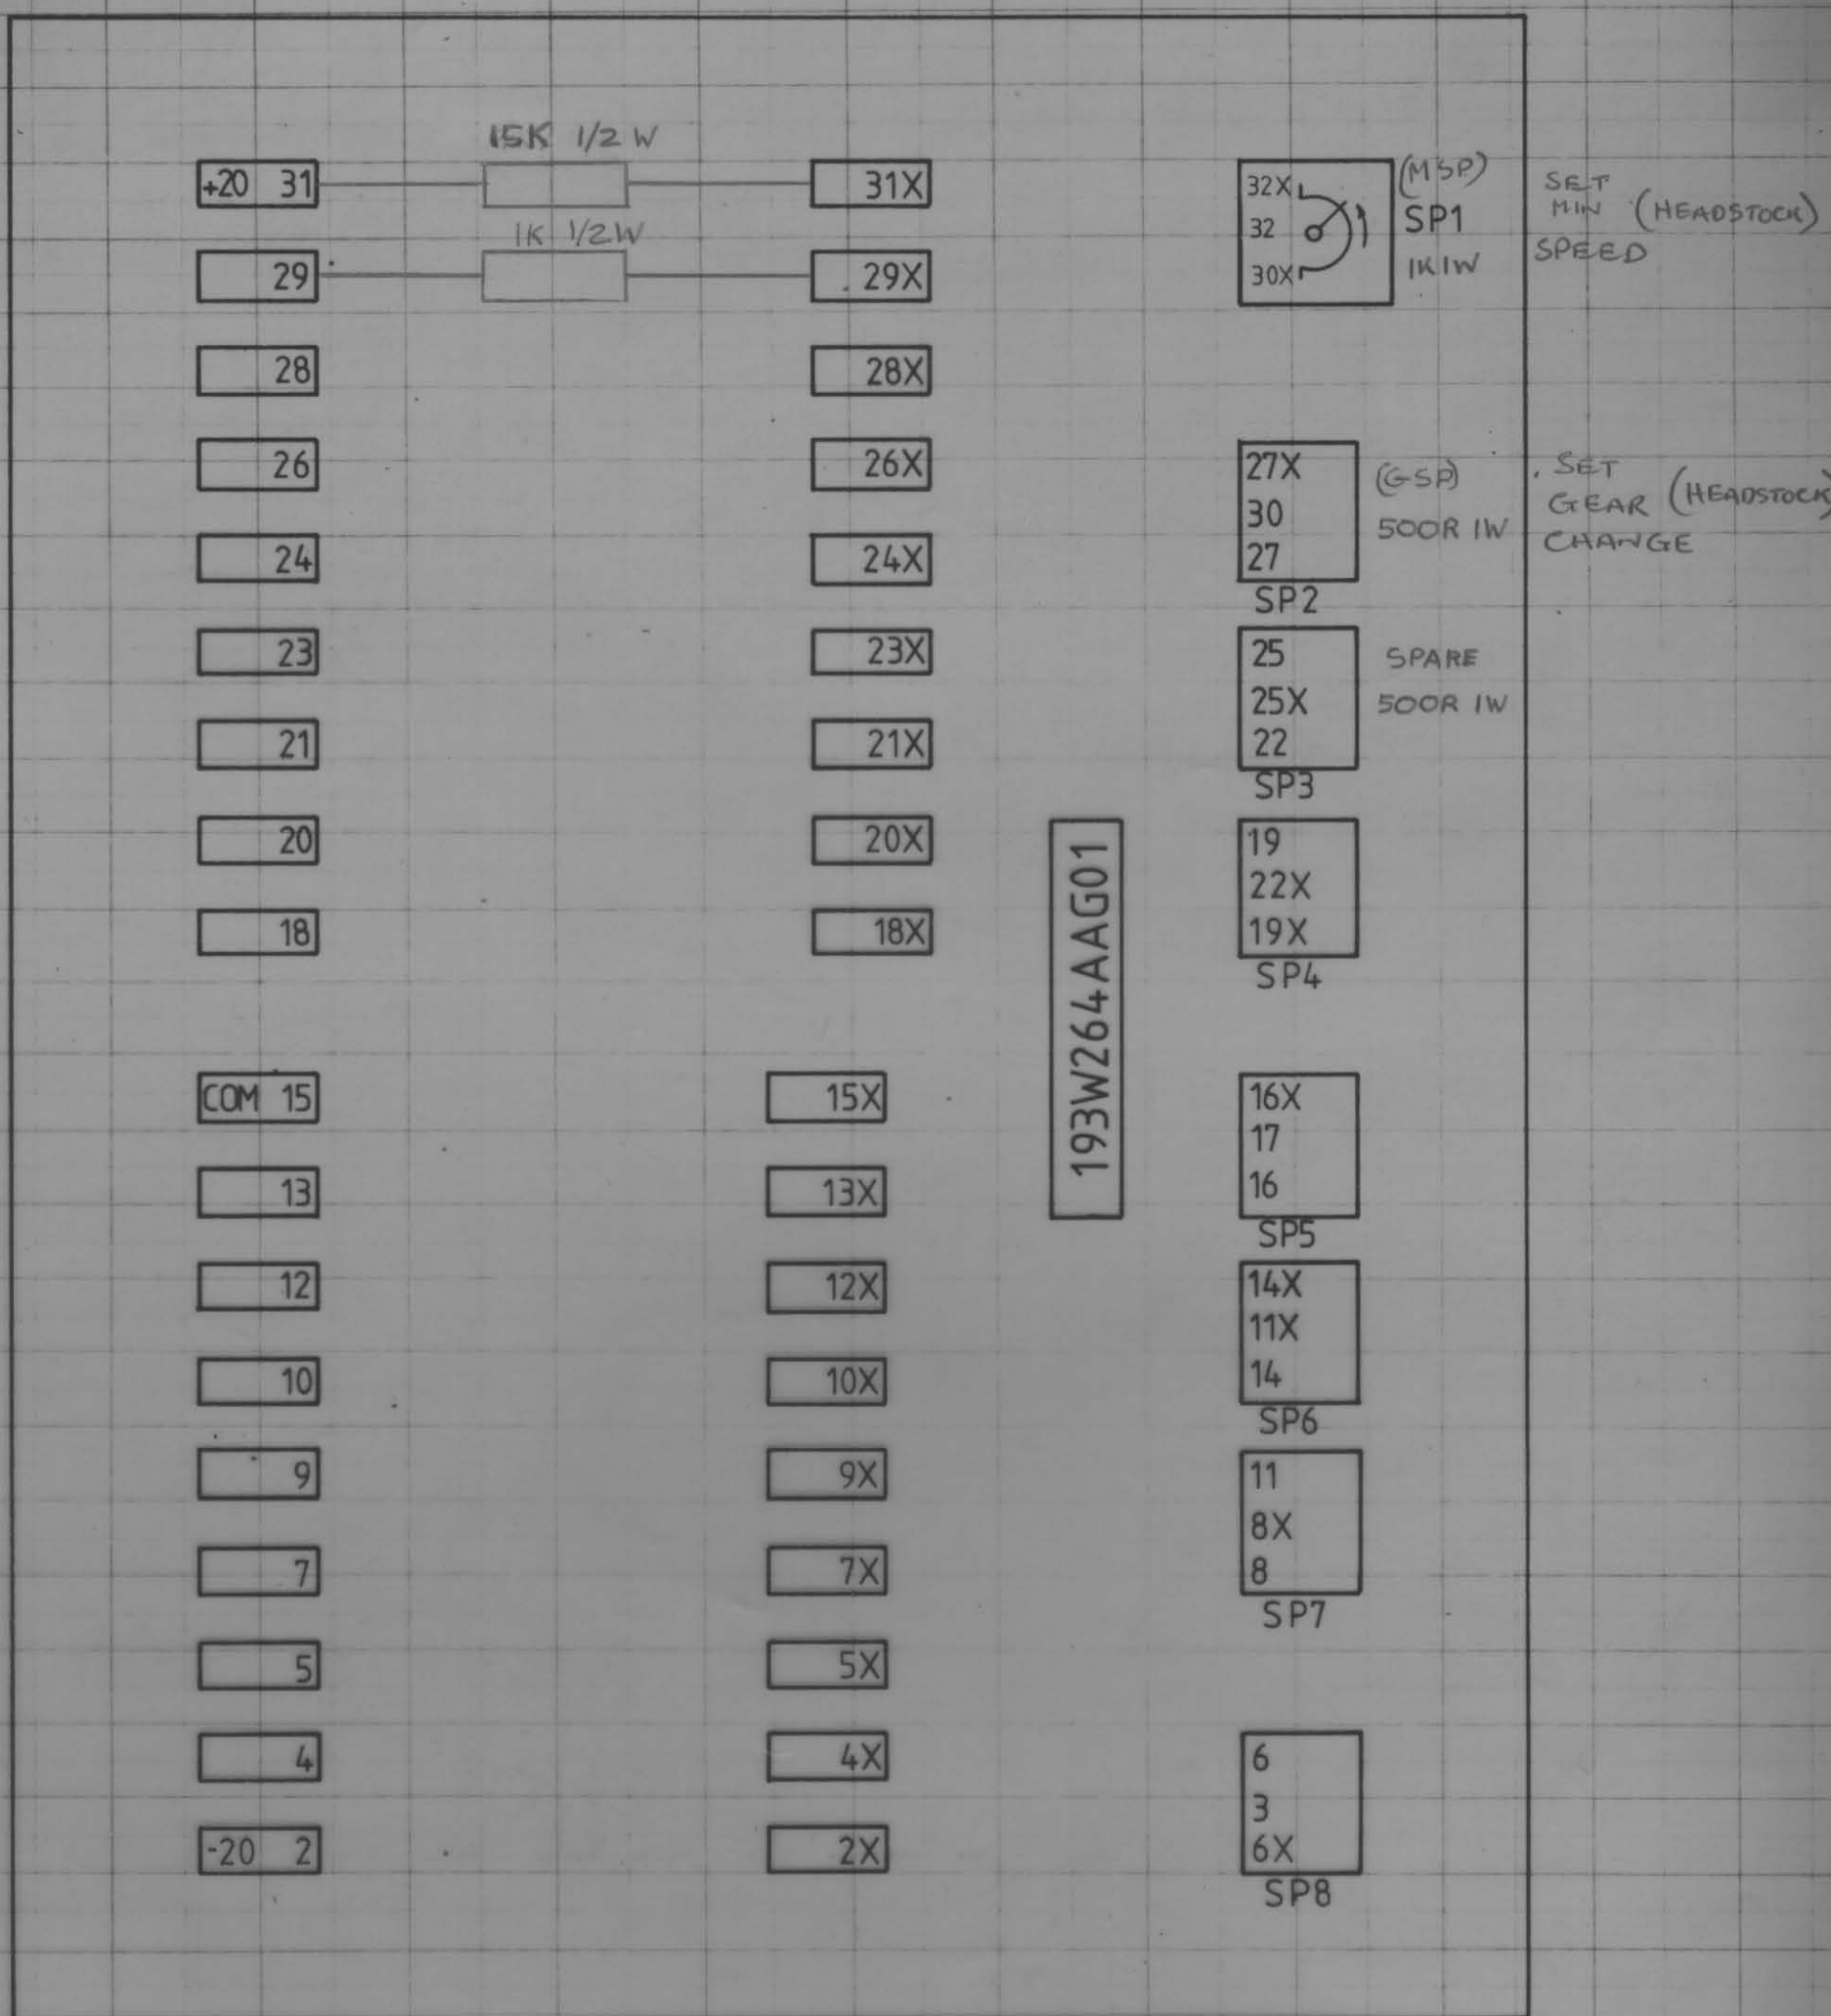 15K 1/2 W
+20 31
31X
1K 1/2W
29
29X
28
28X
26
26X
24
24X
23
23X
21
21X
20
20X
18
18X
COM 15
15X
13
13X
12
12X
10
10X
9
9X
7
7X
5
5X
4
4X
-20 2
2X
193W264AAG01
32X
32
30X
(MSP)
SP1
1K1W
SET
MIN (HEADSTOCK)
SPEED
27X
30
27
SP2
(GSP)
500R 1W
SET
GEAR (HEADSTOCK)
CHANGE
25
25X
22
SP3
SPARE
500R 1W
19
22X
19X
SP4
16X
17
16
SP5
14X
11X
14
SP6
11
8X
8
SP7
6
3
6X
SP8